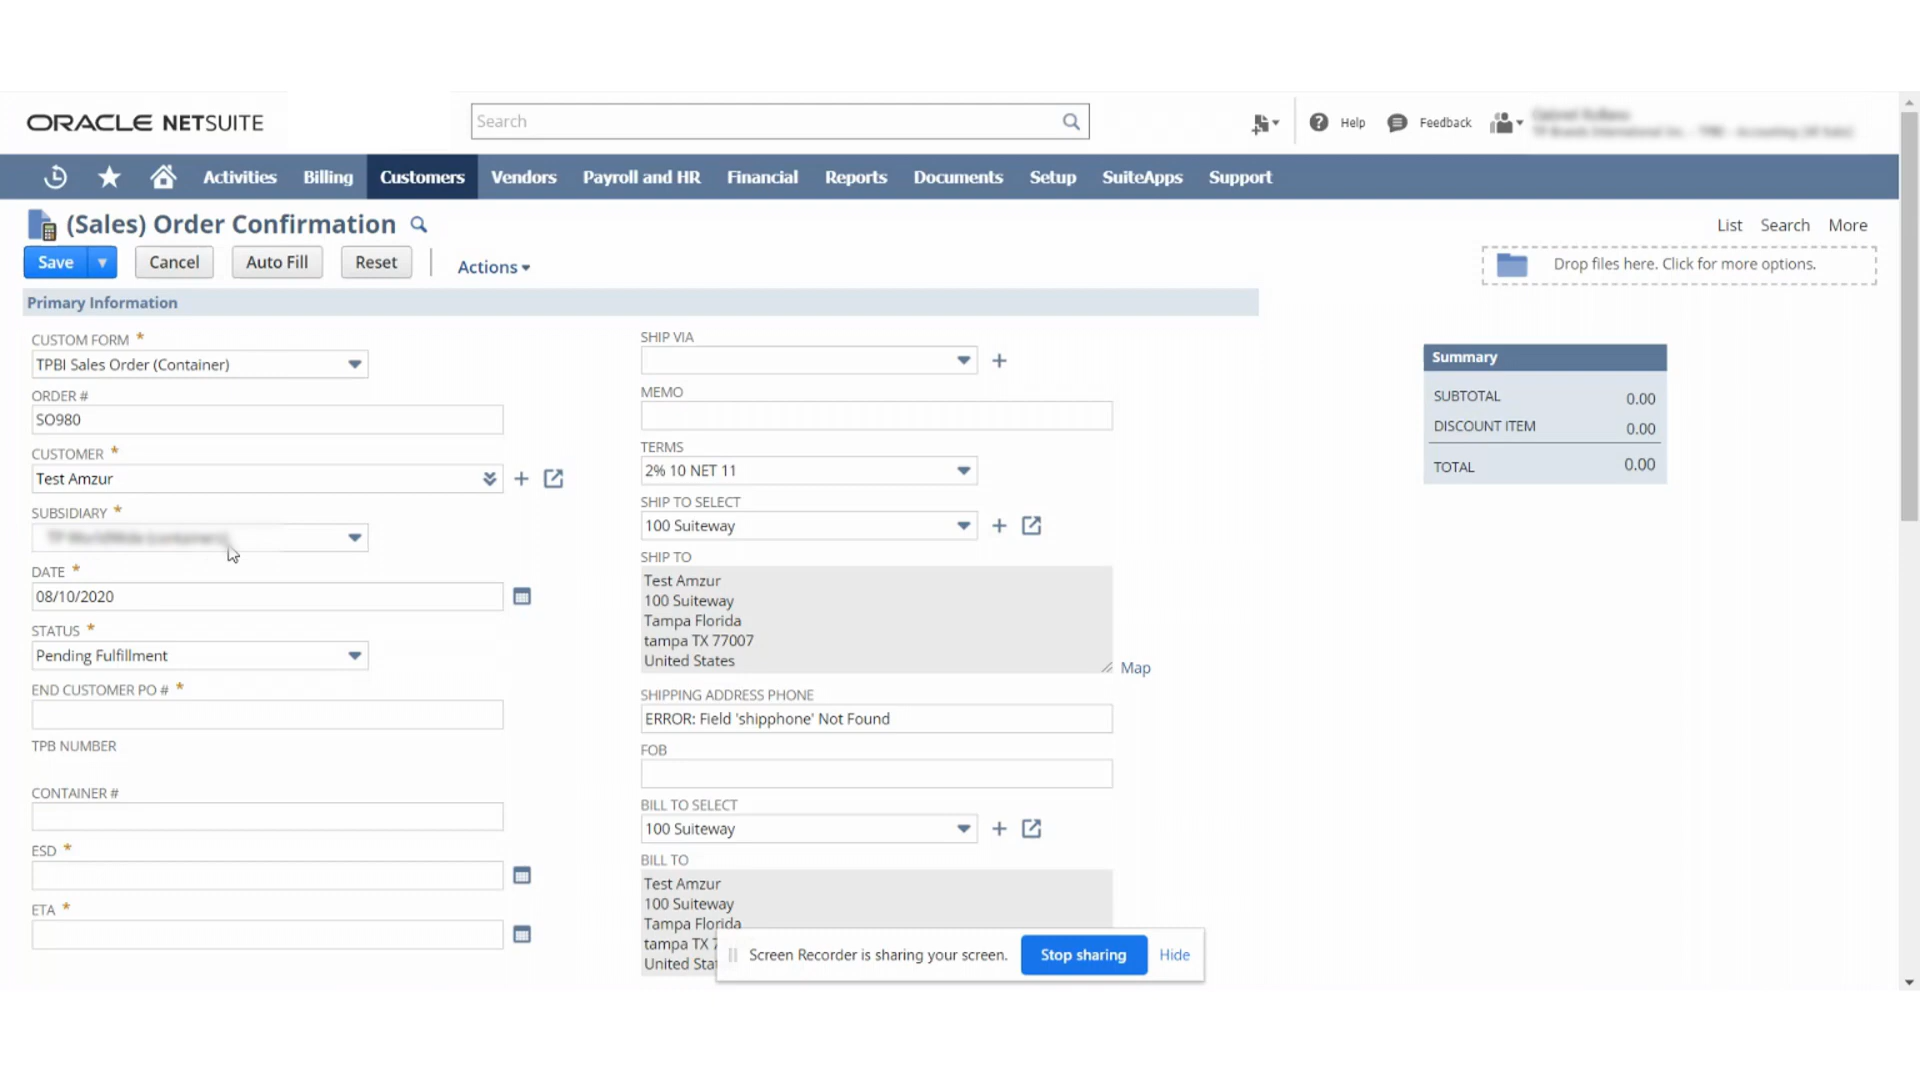 ORACLE NETSUITE
Search
Help
Feedback
Activities
Billing
Customers
Vendors
Payroll and HR
Financial
Reports
Documents
Setup
SuiteApps
Support
(Sales) Order Confirmation
List
Search
More
Save
Cancel
Auto Fill
Reset
Actions
Drop files here. Click for more options.
Primary Information
CUSTOM FORM *
TPBI Sales Order (Container)
ORDER #
SO980
CUSTOMER *
Test Amzur
SUBSIDIARY *
DATE *
08/10/2020
STATUS *
Pending Fulfillment
END CUSTOMER PO # *
TPB NUMBER
CONTAINER #
ESD *
ETA *
SHIP VIA
MEMO
TERMS
2% 10 NET 11
SHIP TO SELECT
100 Suiteway
SHIP TO
Test Amzur
100 Suiteway
Tampa Florida
tampa TX 77007
United States
Map
SHIPPING ADDRESS PHONE
ERROR: Field 'shipphone' Not Found
FOB
BILL TO SELECT
100 Suiteway
BILL TO
Test Amzur
100 Suiteway
Tampa Florida
tampa TX 7
United Sta
Summary
SUBTOTAL 0.00
DISCOUNT ITEM 0.00
TOTAL 0.00
Screen Recorder is sharing your screen.
Stop sharing
Hide